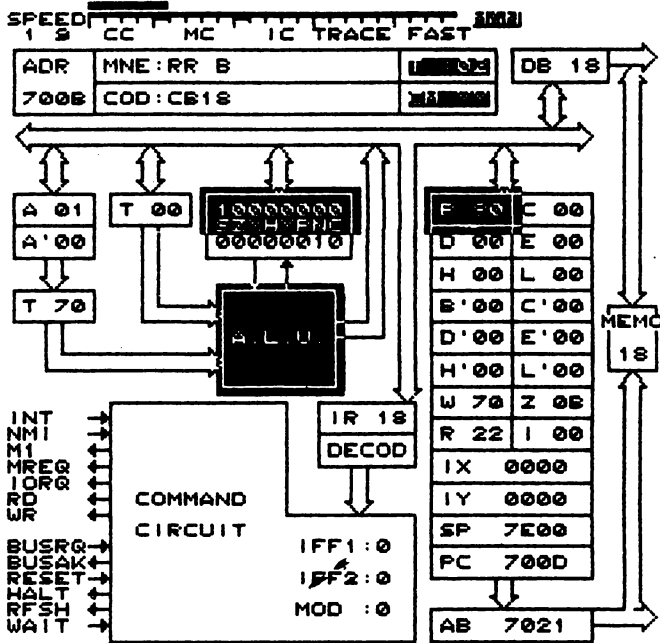 SPEED
1 9 CC MC IC TRACE FAST
ADR MNE:RR B DB 18
700B COD:CB18
A 01 T 00 10000000 B 80 C 00
A'00 00000010 D 00 E 00
H 00 L 00
T 70 B'00 C'00
A.L.U. D'00 E'00 MEMO
H'00 L'00 18
INT IR 18 W 70 Z 0B
NMI DECOD R 22 I 00
M1
MREQ IX 0000
IORQ
RD COMMAND IY 0000
WR
CIRCUIT SP 7E00
BUSRQ IFF1:0 PC 700D
BUSAK
RESET IFF2:0
HALT
RFSH MOD :0 AB 7021
WAIT